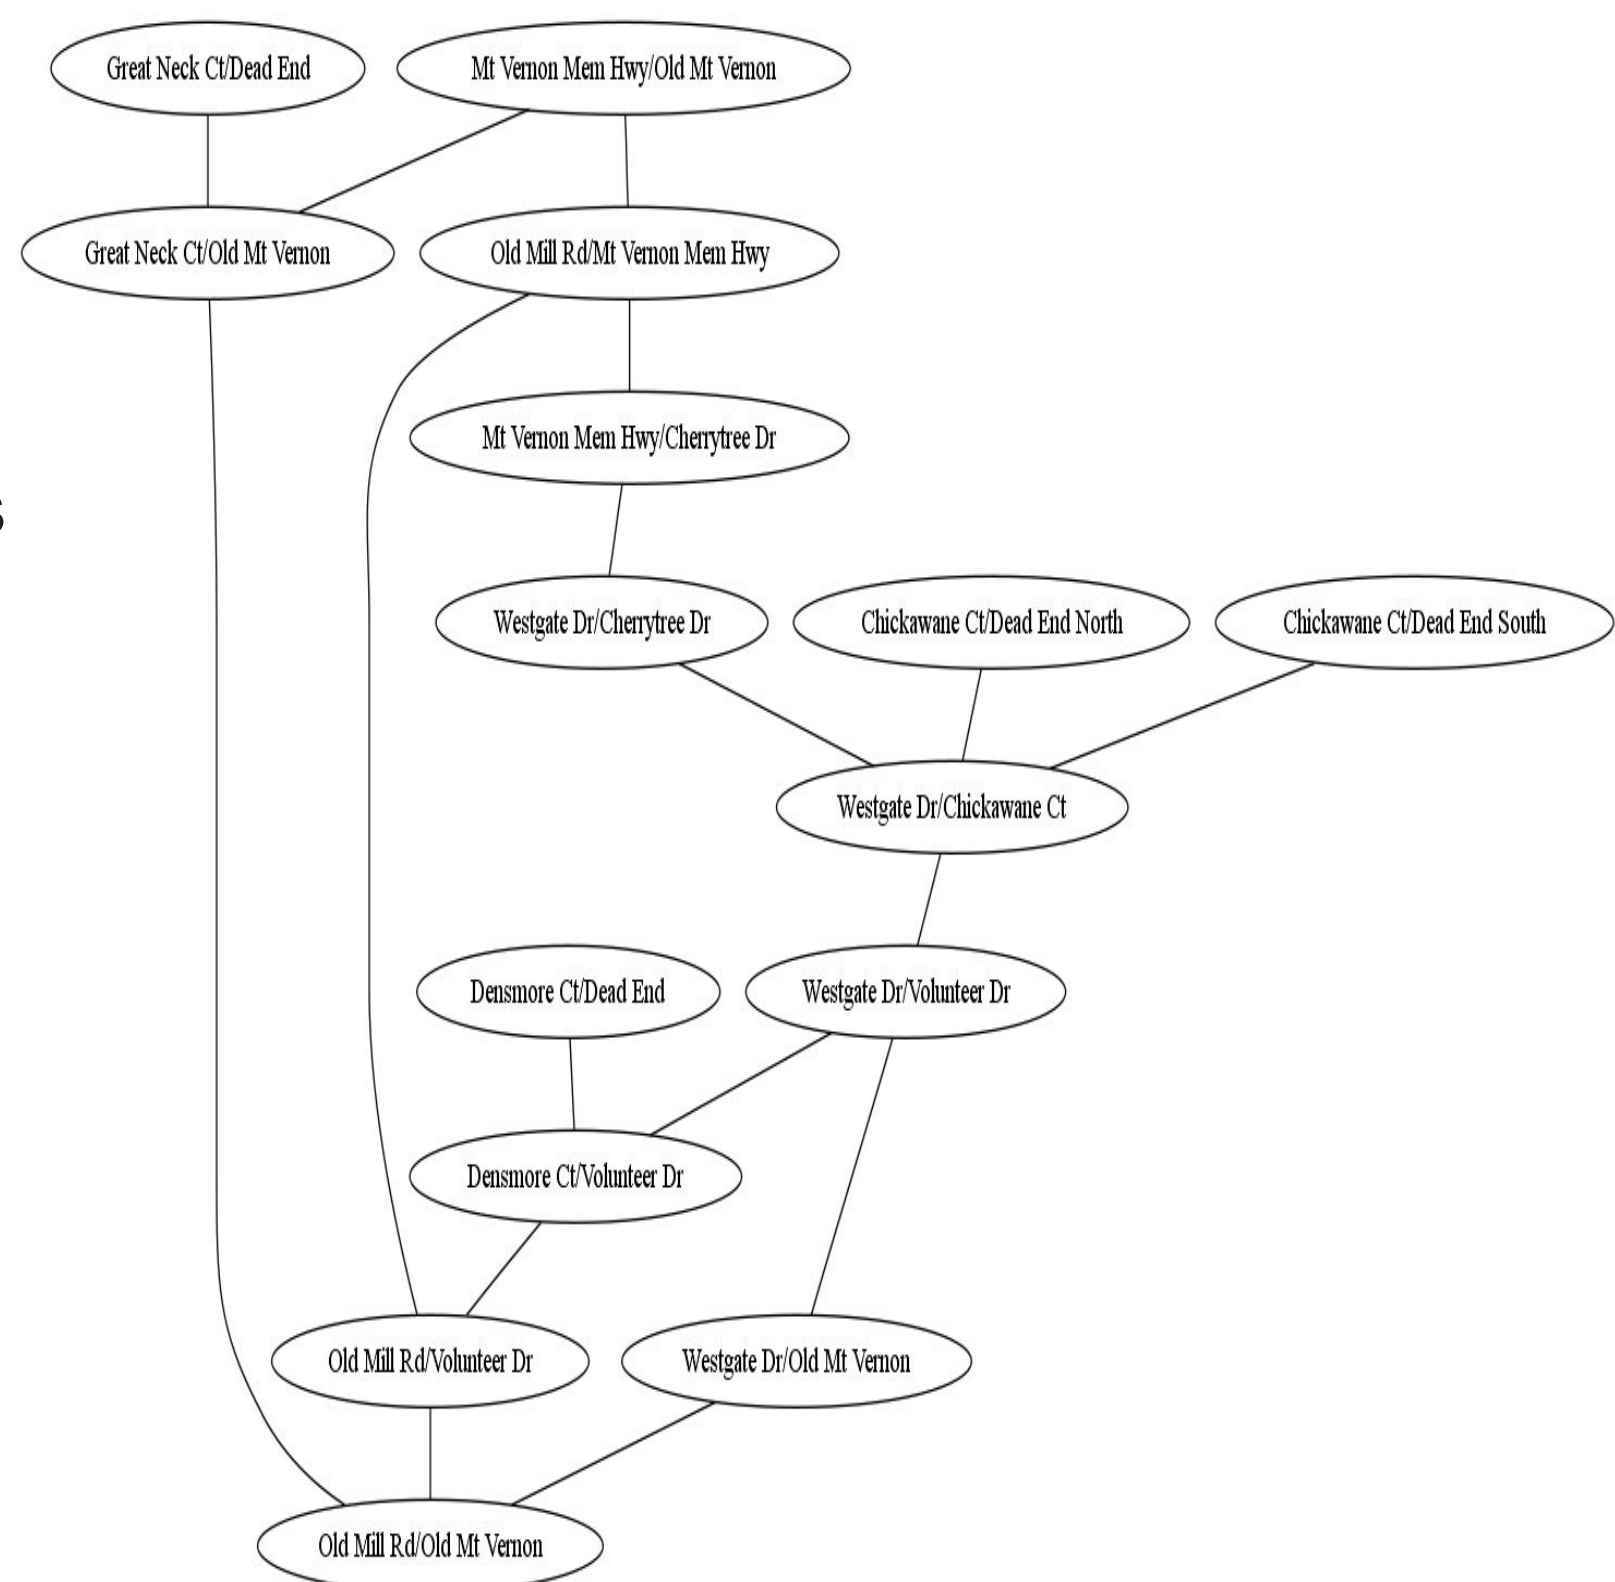 Great Neck Ct/Dead End
Mt Vernon Mem Hwy/Old Mt Vernon
Great Neck Ct/Old Mt Vernon
Old Mill Rd/Mt Vernon Mem Hwy
Mt Vernon Mem Hwy/Cherrytree Dr
s
Westgate Dr/Cherrytree Dr
Chickawane Ct/Dead End North
Chickawane Ct/Dead End South
Westgate Dr/Chickawane Ct
Densmore Ct/Dead End
Westgate Dr/Volunteer Dr
Densmore Ct/Volunteer Dr
Old Mill Rd/Volunteer Dr
Westgate Dr/Old Mt Vernon
Old Mill Rd/Old Mt Vernon